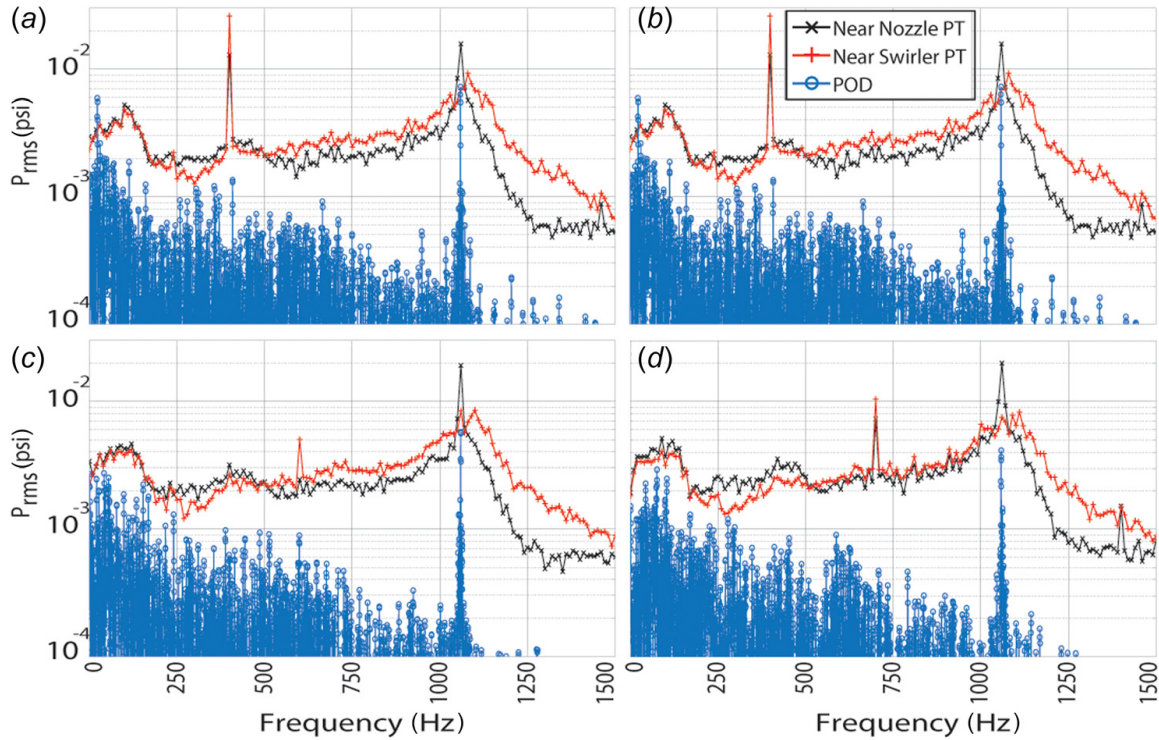 (a)
(b)
Near Nozzle PT
Near Swirler PT
POD
10-2
10-3
10-4
Prms (psi)
(c)
(d)
10-2
10-3
10-4
Prms (psi)
0 250 500 750 1000 1250 1500
0 250 500 750 1000 1250 1500
Frequency (Hz)
Frequency (Hz)